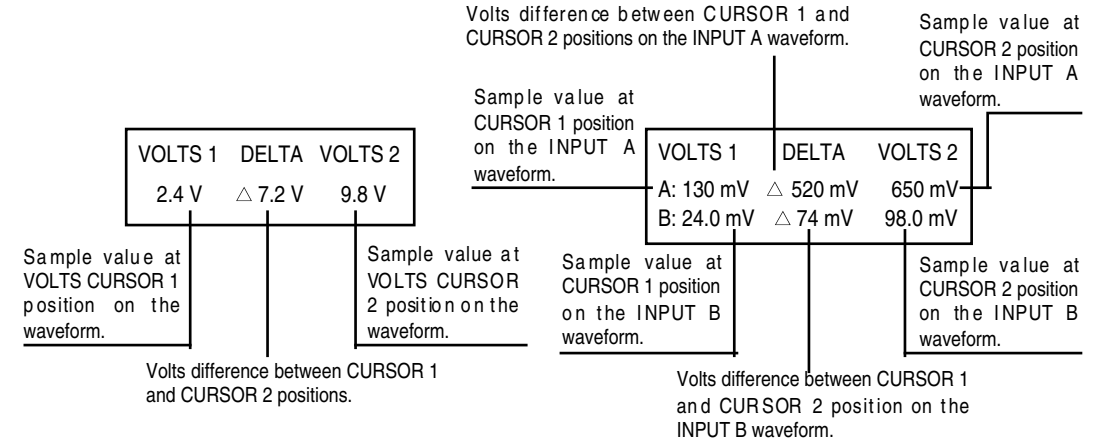 Volts difference between CURSOR 1 and
CURSOR 2 positions on the INPUT A waveform.
Sample value at
CURSOR 2 position
on the INPUT A
waveform.
Sample value at
CURSOR 1 position
on the INPUT A
waveform.
VOLTS 1 DELTA VOLTS 2
2.4 V △ 7.2 V 9.8 V
VOLTS 1 DELTA VOLTS 2
A: 130 mV △ 520 mV 650 mV
B: 24.0 mV △ 74 mV 98.0 mV
Sample value at
VOLTS CURSOR 1
position on the
waveform.
Sample value at
VOLTS CURSOR
2 position on the
waveform.
Volts difference between CURSOR 1
and CURSOR 2 positions.
Sample value at
CURSOR 1 position
on the INPUT B
waveform.
Sample value at
CURSOR 2 position
on the INPUT B
waveform.
Volts difference between CURSOR 1
and CURSOR 2 position on the
INPUT B waveform.